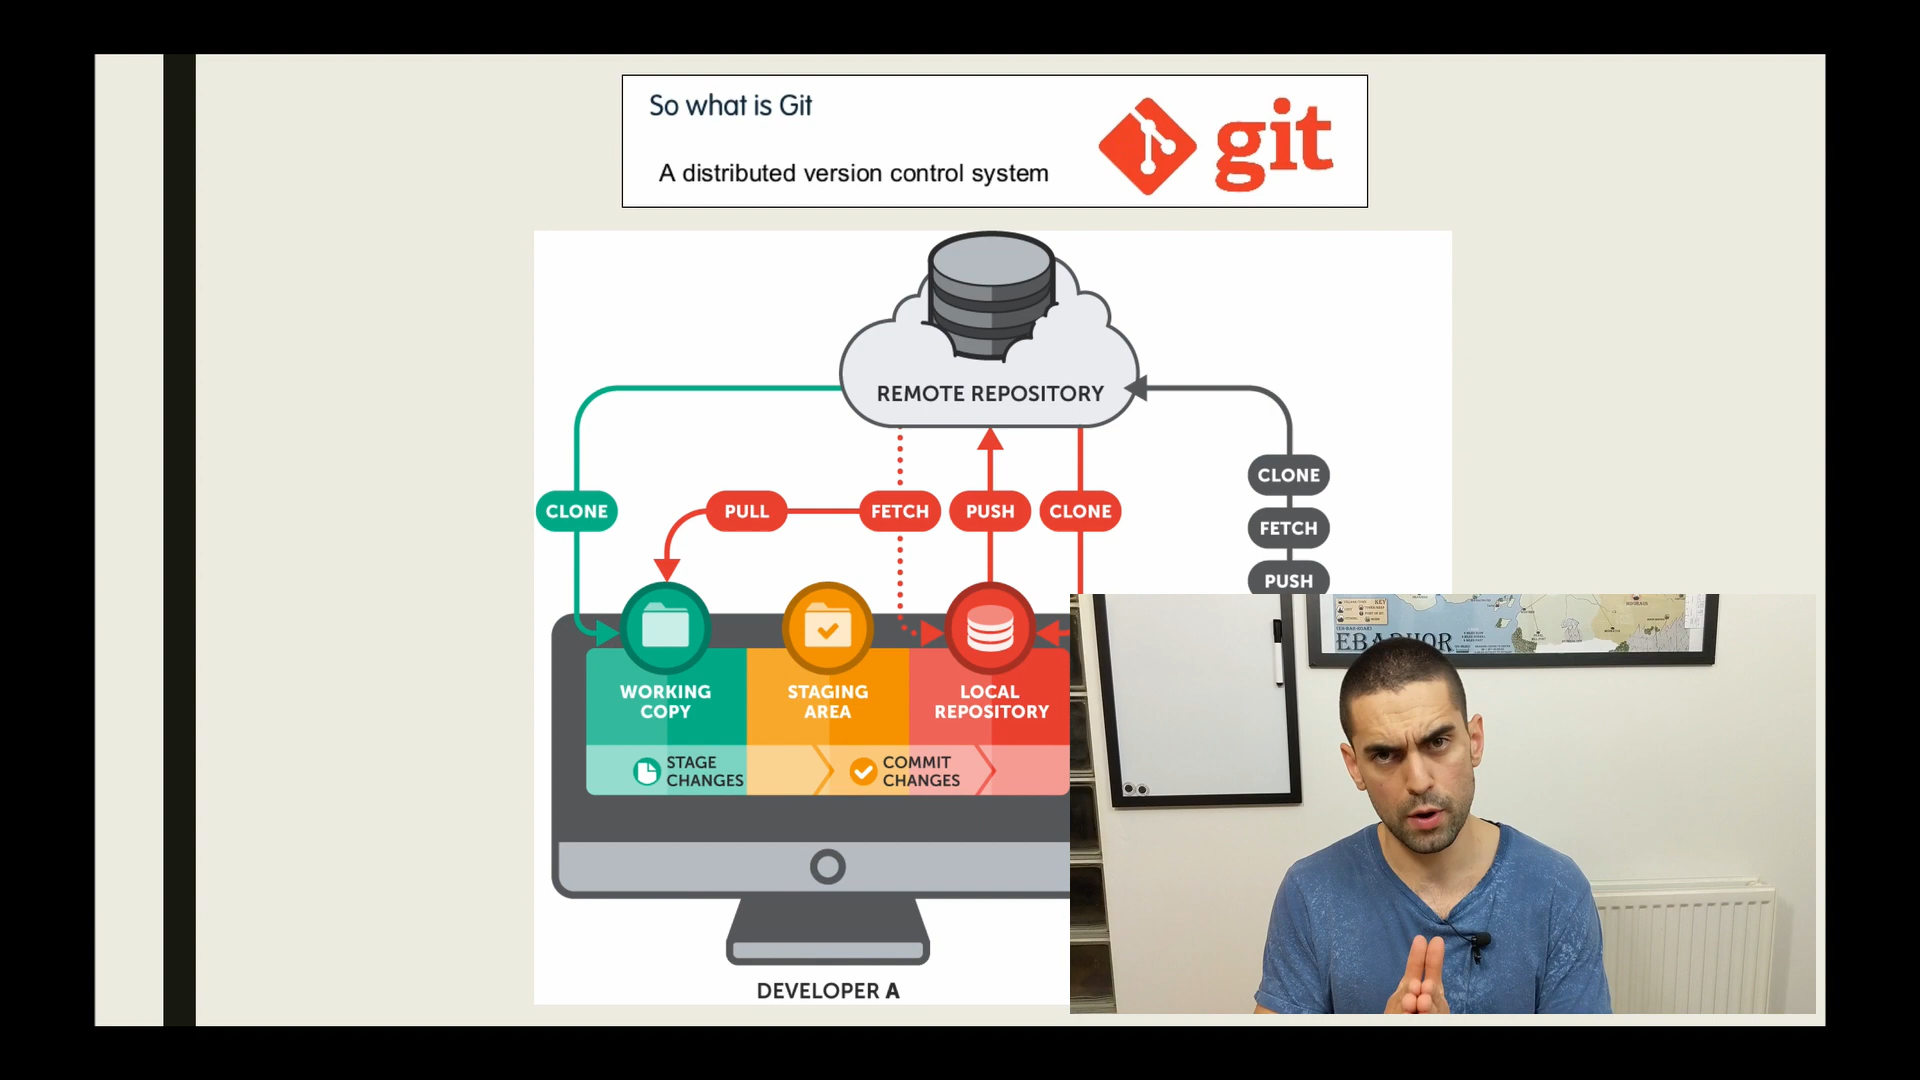 So what is Git
git
A distributed version control system
REMOTE REPOSITORY
CLONE
CLONE
PULL
FETCH
PUSH
CLONE
FETCH
PUSH
WORKING
COPY
STAGING
AREA
LOCAL
REPOSITORY
STAGE
CHANGES
COMMIT
CHANGES
KEY
DEVELOPER A